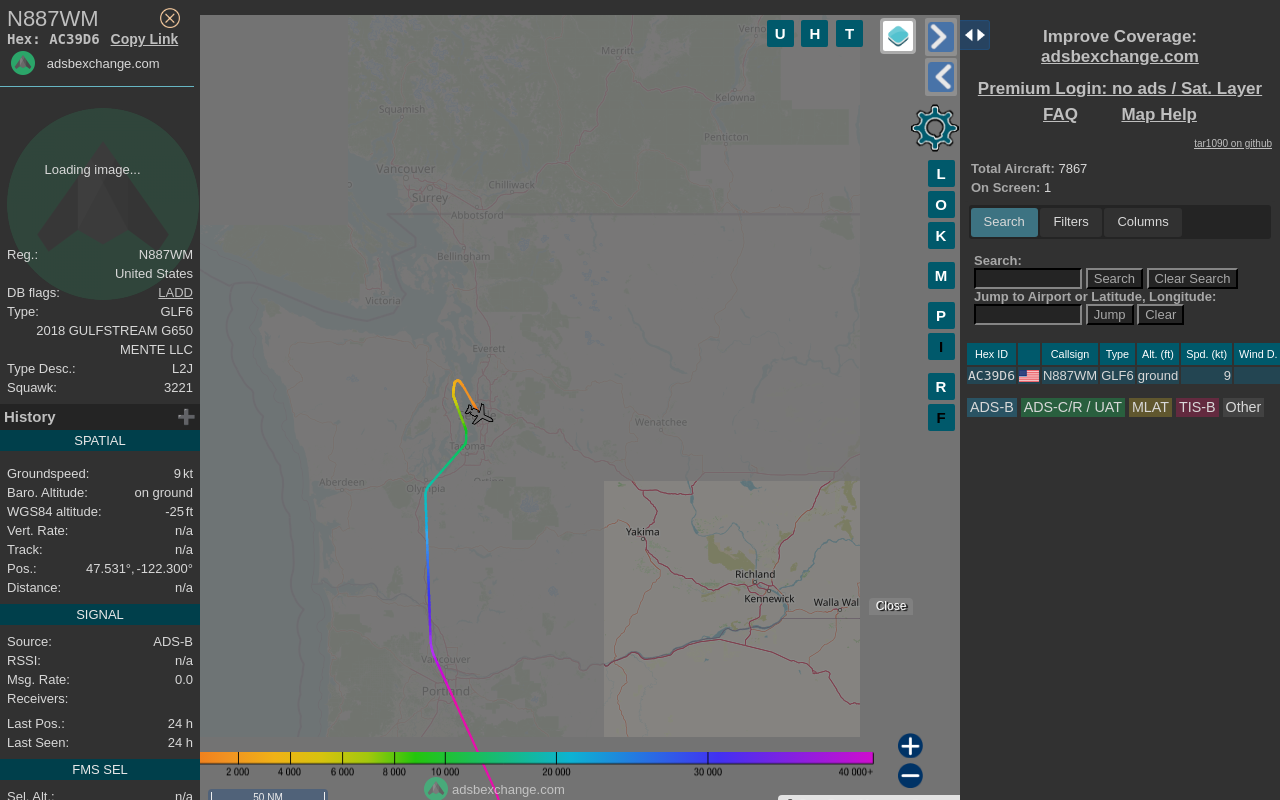 N887WM
Hex: AC39D6 Copy Link
adsbexchange.com
Loading image...
Reg.: N887WM
United States
DB flags: LADD
Type: GLF6
2018 GULFSTREAM G650
MENTE LLC
Type Desc.: L2J
Squawk: 3221
History
SPATIAL
Groundspeed: 9 kt
Baro. Altitude: on ground
WGS84 altitude: -25 ft
Vert. Rate: n/a
Track: n/a
Pos.: 47.531°, -122.300°
Distance: n/a
SIGNAL
Source: ADS-B
RSSI: n/a
Msg. Rate: 0.0
Receivers:
Last Pos.: 24 h
Last Seen: 24 h
FMS SEL
Sel. Alt.: n/a
U H T
L
O
K
M
P
I
R
F
Merritt
Kelowna
Squamish
Penticton
Vancouver
Surrey
Chilliwack
Abbotsford
Bellingham
Victoria
Everett
Wenatchee
Tacoma
Aberdeen
Olympia
Yakima
Richland
Kennewick
Walla Wal
Vancouver
Portland
Close
2 000 4 000 6 000 8 000 10 000 20 000 30 000 40 000+
adsbexchange.com
50 NM
Improve Coverage:
adsbexchange.com
Premium Login: no ads / Sat. Layer
FAQ Map Help
tar1090 on github
Total Aircraft: 7867
On Screen: 1
Search Filters Columns
Search:
Search Clear Search
Jump to Airport or Latitude, Longitude:
Jump Clear
Hex ID Callsign Type Alt. (ft) Spd. (kt) Wind D.
AC39D6 N887WM GLF6 ground 9
ADS-B ADS-C/R / UAT MLAT TIS-B Other